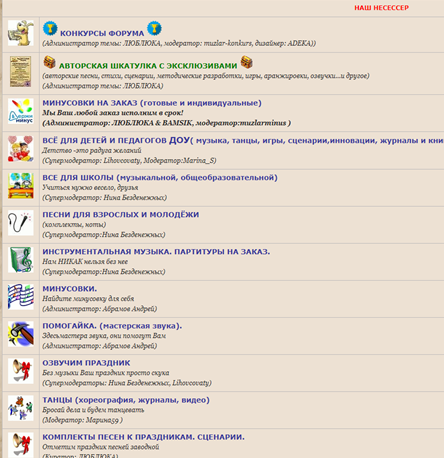 НАШ НЕСЕССЕР
КОНКУРСЫ ФОРУМА
(Администратор темы: ЛЮБЛЮКА, модератор: muzlar-konkurs, дизайнер: ADEKA))
АВТОРСКАЯ ШКАТУЛКА С ЭКСКЛЮЗИВАМИ
(авторские песни, стихи, сценарии, методические разработки, игры, аранжировки, озвучки...и другое)
(Администратор темы: ЛЮБЛЮКА)
МИНУСОВКИ НА ЗАКАЗ (готовые и индивидуальные)
Мы Ваш любой заказ исполним в срок!
(Администратор: ЛЮБЛЮКА & BAMSIK, модератор:muzlarminus )
ВСЁ ДЛЯ ДЕТЕЙ И ПЕДАГОГОВ ДОУ( музыка, танцы, игры, сценарии,инновации, журналы и кни
Детство -это радуга желаний
(Супермодератор: Lihovcovaty, Модератор:Marina_S)
ВСЕ ДЛЯ ШКОЛЫ (музыкальной, общеобразовательной)
Учиться нужно весело, друзья.
(Супермодератор: Нина Безденежных)
ПЕСНИ ДЛЯ ВЗРОСЛЫХ И МОЛОДЁЖИ
(комплекты, ноты)
(Супермодератор:Нина Безденежных)
ИНСТРУМЕНТАЛЬНАЯ МУЗЫКА. ПАРТИТУРЫ НА ЗАКАЗ.
Нам НИКАК нельзя без нее
(Супермодератор: Нина Безденежных)
МИНУСОВКИ.
Найдите минусовку для себя
(Администратор: Абрамов Андрей)
ПОМОГАЙКА. (мастерская звука).
Здесьмастера звука, они помогут Вам
(Администратор: Абрамов Андрей)
ОЗВУЧИМ ПРАЗДНИК
Без музыки Ваш праздник просто скука
(Супермодераторы: Нина Безденежных, Lihovcovaty)
ТАНЦЫ (хореография, журналы, видео)
Бросай дела и будем танцевать
(Модератор: Марина59 )
КОМПЛЕКТЫ ПЕСЕН К ПРАЗДНИКАМ. СЦЕНАРИИ.
Отметим праздник песней заводной
(Куратор: ЛЮБЛЮКА)